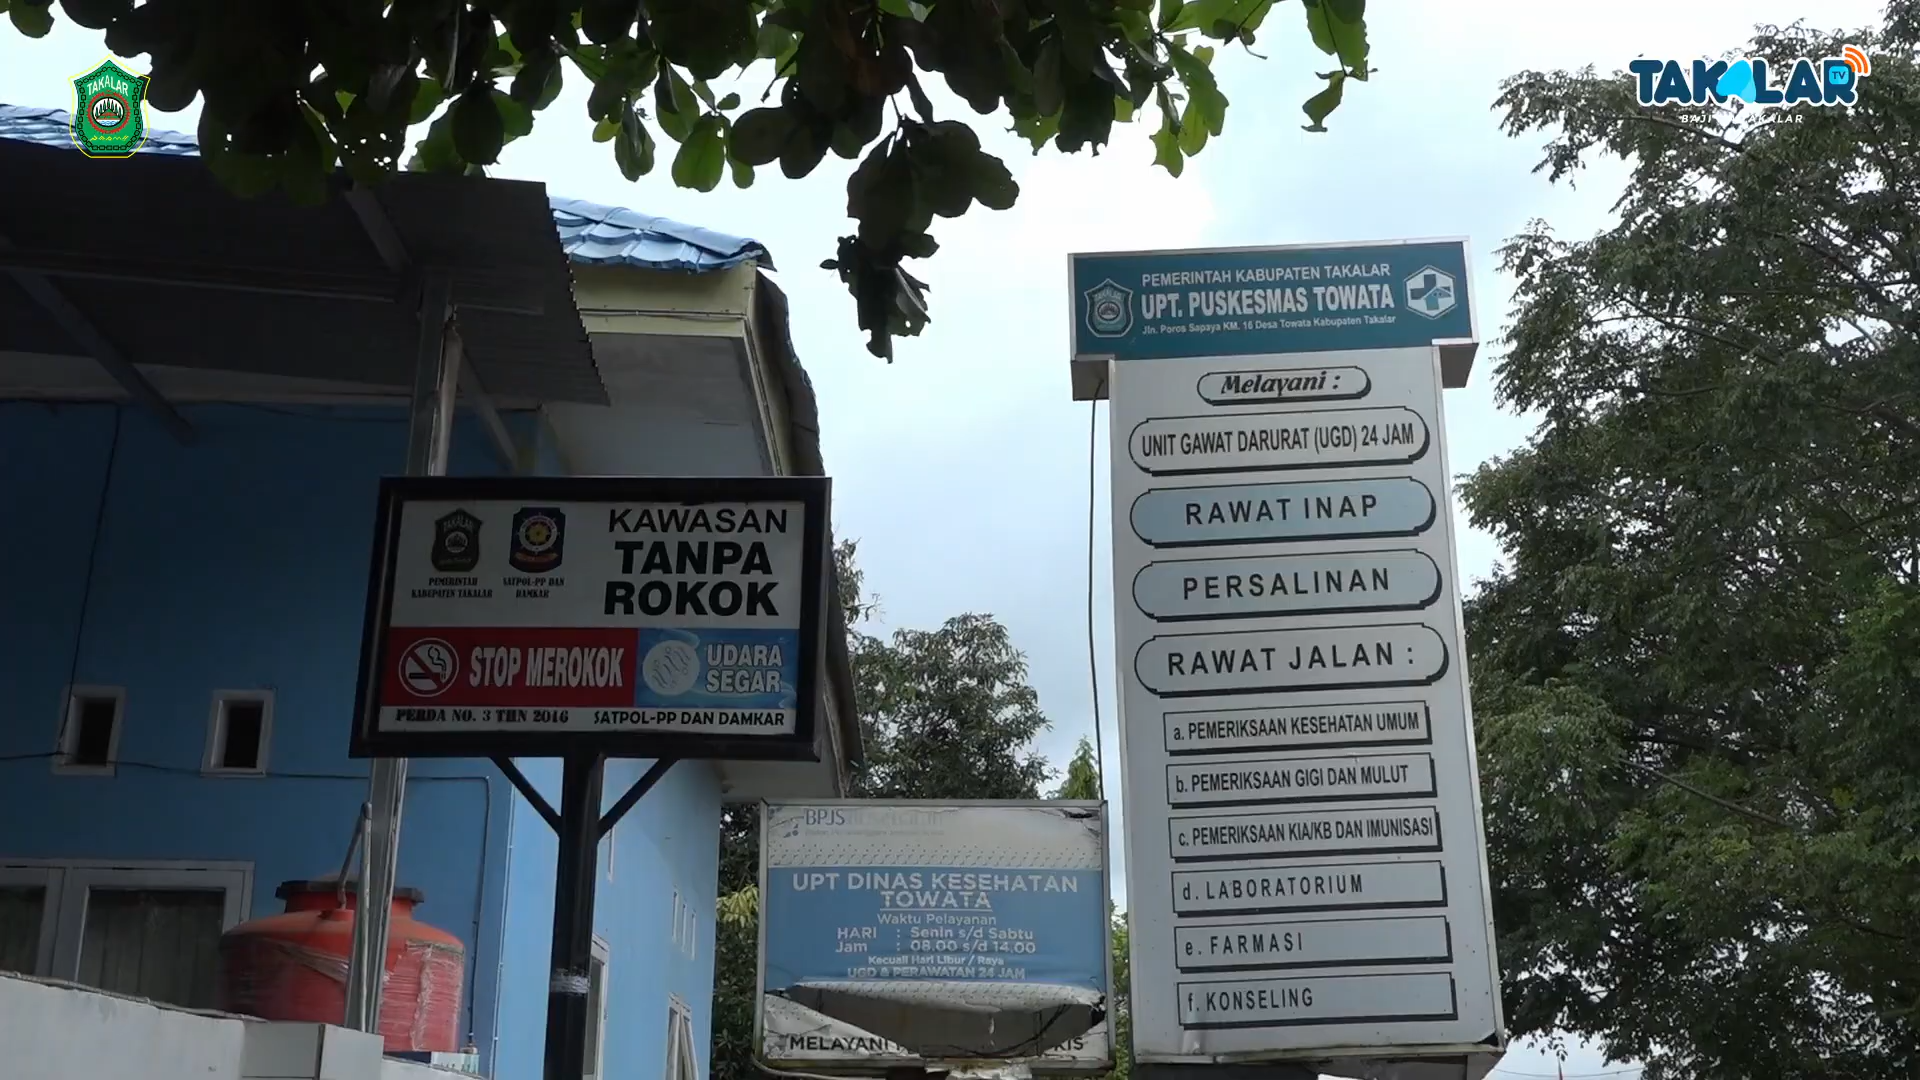 TAKALAR
TAKALAR TV
PEMERINTAH KABUPATEN TAKALAR
UPT. PUSKESMAS TOWATA
Jln. Poros Sapaya KM. 16 Desa Towata Kabupaten Takalar
Melayani :
UNIT GAWAT DARURAT (UGD) 24 JAM
RAWAT INAP
PERSALINAN
RAWAT JALAN :
a. PEMERIKSAAN KESEHATAN UMUM
b. PEMERIKSAAN GIGI DAN MULUT
c. PEMERIKSAAN KIA/KB DAN IMUNISASI
d. LABORATORIUM
e. FARMASI
f. KONSELING
TAKALAR
PEMERINTAH
KABUPATEN TAKALAR
SATPOL-PP DAN
DAMKAR
KAWASAN
TANPA
ROKOK
STOP MEROKOK
UDARA
SEGAR
PERDA NO. 3 THN 2016
SATPOL-PP DAN DAMKAR
BPJS
UPT DINAS KESEHATAN
TOWATA
Waktu Pelayanan
HARI : Senin s/d Sabtu
Jam : 08.00 s/d 14.00
Kecuali Hari Libur / Raya
UGD & PERAWATAN 24 JAM
MELAYANI